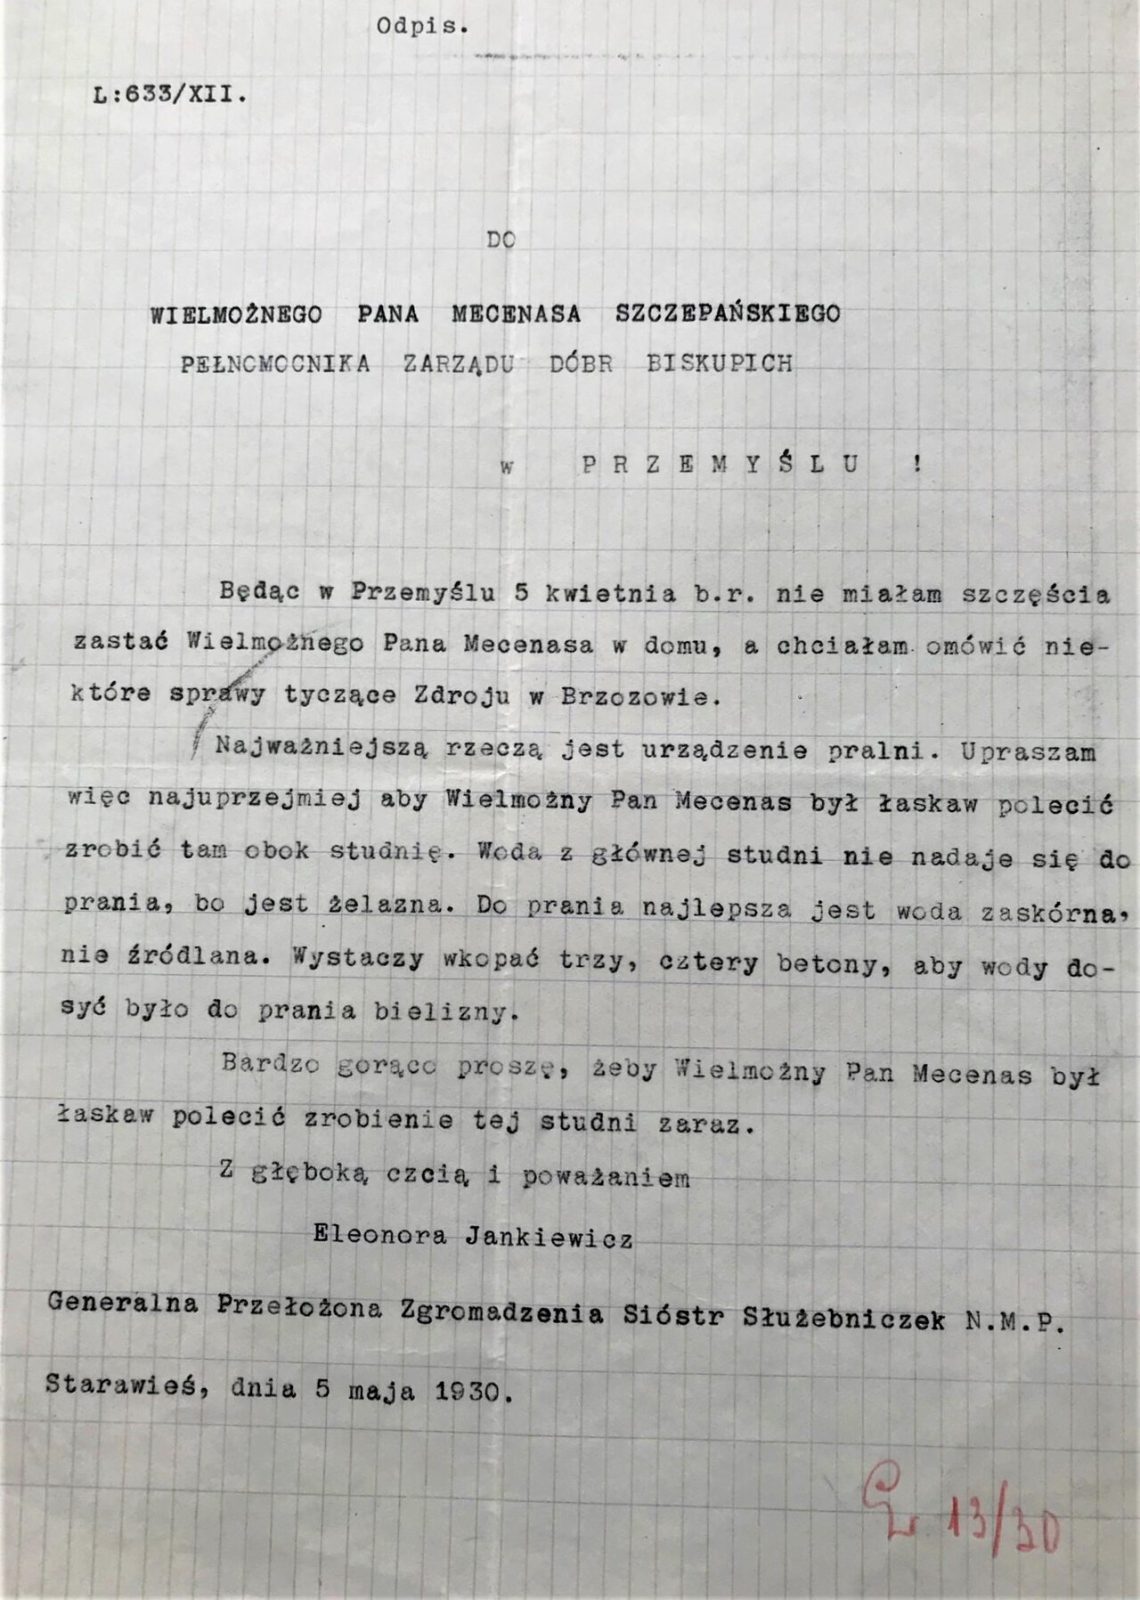 Odpis.
L:633/XII.
DO
WIELMOŻNEGO PANA MECENASA SZCZEPAŃSKIEGO
PEŁNOMOCNIKA ZARZĄDU DÓBR BISKUPICH
w PRZEMYŚLU !
Będąc w Przemyślu 5 kwietnia b.r. nie miałam szczęścia
zastać Wielmożnego Pana Mecenasa w domu, a chciałam omówić nie-
które sprawy tyczące Zdroju w Brzozowie.
Najważniejszą rzeczą jest urządzenie pralni. Upraszam
więc najuprzejmiej aby Wielmożny Pan Mecenas był łaskaw polecić
zrobić tam obok studnię. Woda z głównej studni nie nadaje się do
prania, bo jest żelazna. Do prania najlepsza jest woda zaskórna,
nie źródlana. Wystaczy wkopać trzy, cztery betony, aby wody do-
syć było do prania bielizny.
Bardzo gorąco proszę, żeby Wielmożny Pan Mecenas był
łaskaw polecić zrobienie tej studni zaraz.
Z głęboką czcią i poważaniem
Eleonora Jankiewicz
Generalna Przełożona Zgromadzenia Sióstr Służebniczek N.M.P.
Starawieś, dnia 5 maja 1930.
13/30